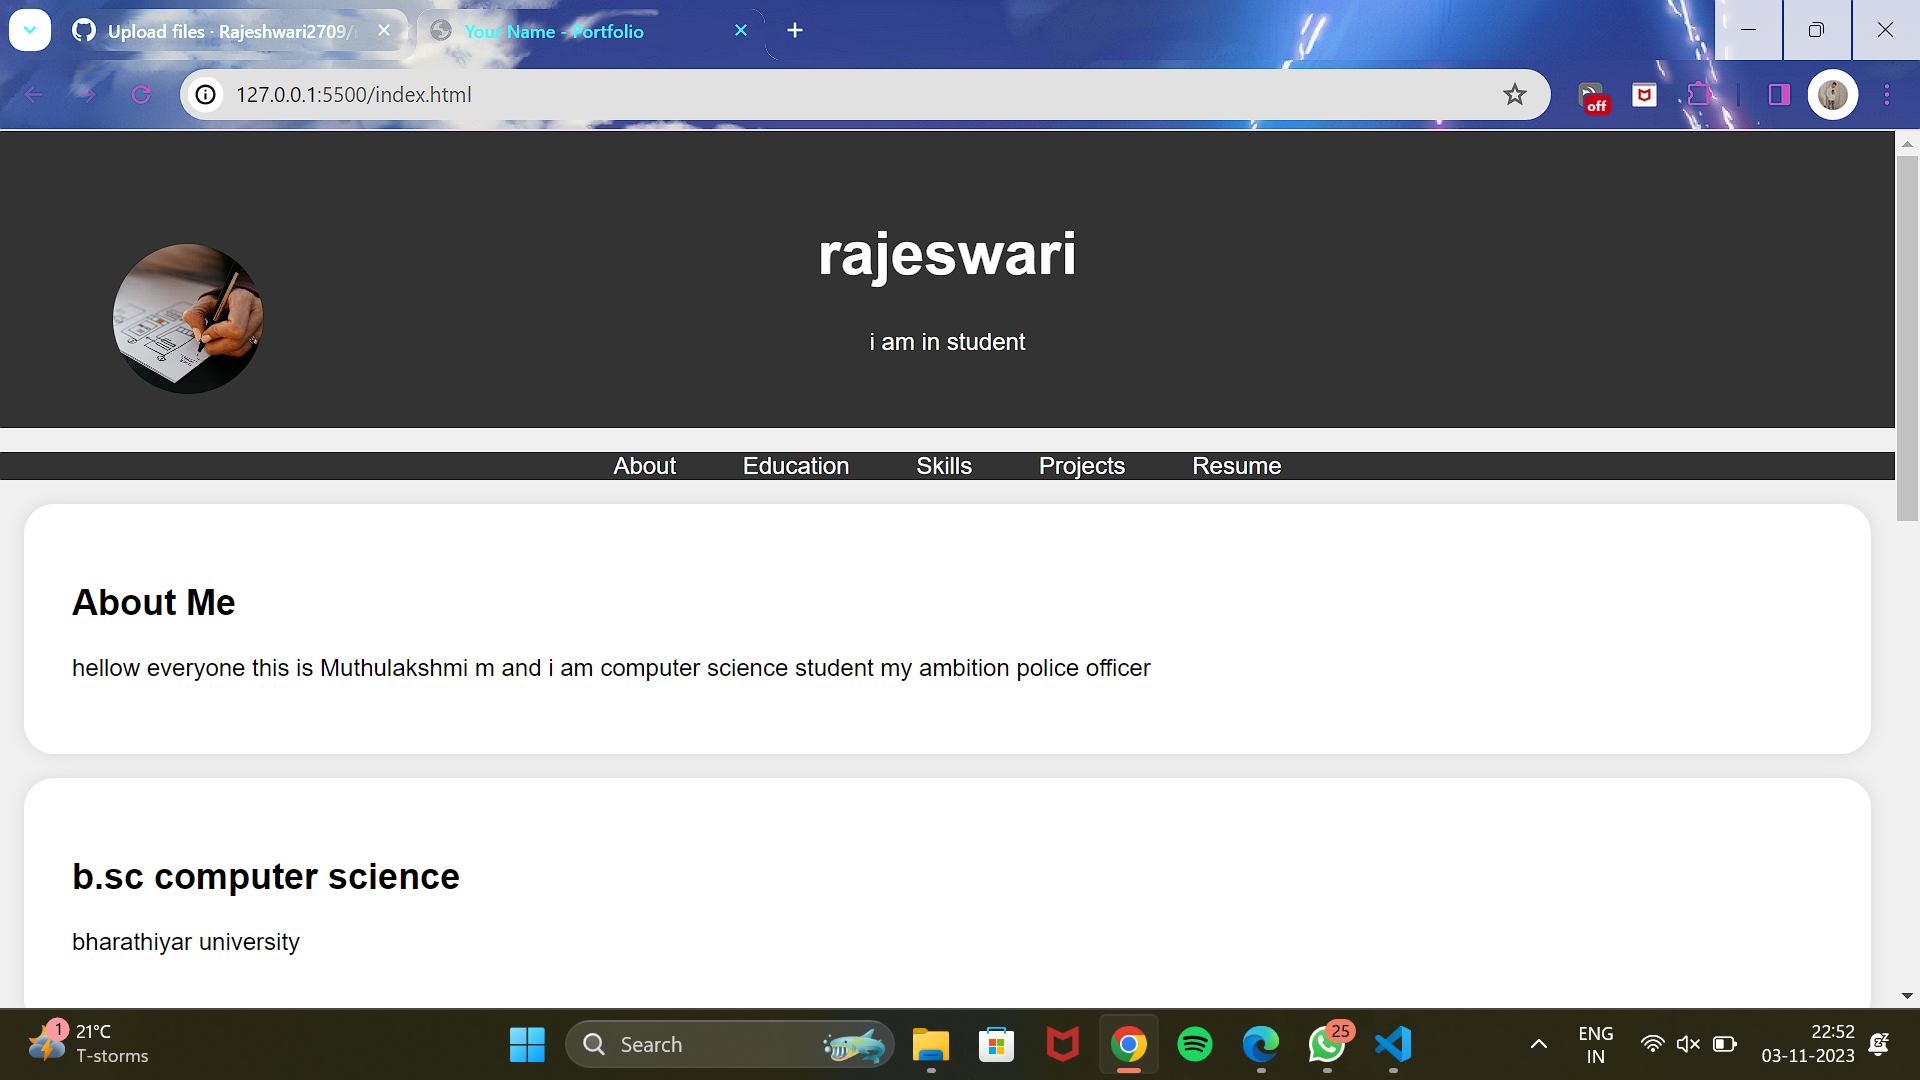 Upload files · Rajeshwari2709/
Your Name - Portfolio
127.0.0.1:5500/index.html
off
rajeswari
i am in student
About Education Skills Projects Resume
About Me
hellow everyone this is Muthulakshmi m and i am computer science student my ambition police officer
b.sc computer science
bharathiyar university
1
21°C
T-storms
Search
25
ENG
IN
22:52
03-11-2023